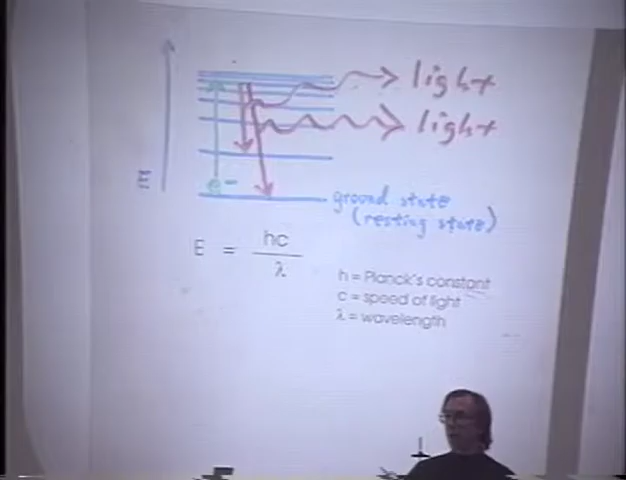 light
light
E
ground state
(resting state)
E = hc
λ
h = Planck's constant
c = speed of light
λ = wavelength